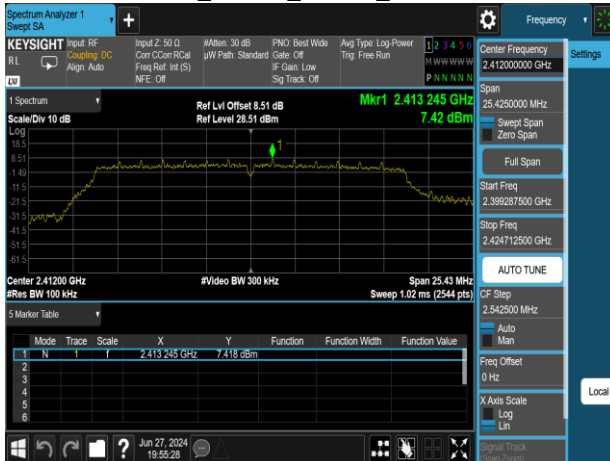 Spectrum Analyzer 1
Swept SA
Frequency
KEYSIGHT Input: RF
RL Coupling: DC
Align: Auto
LXI
Input Z: 50 Ω
Corr CCorr RCal
Freq Ref: Int (S)
NFE: Off
#Atten: 30 dB
µW Path: Standard
PNO: Best Wide
Gate: Off
IF Gain: Low
Sig Track: Off
Avg Type: Log-Power
Trig: Free Run
1 2 3 4 5 6
M W W W W W
P N N N N N
Center Frequency
2.412000000 GHz
Settings
Span
25.4250000 MHz
Swept Span
Zero Span
Full Span
Start Freq
2.399287500 GHz
Stop Freq
2.424712500 GHz
AUTO TUNE
CF Step
2.542500 MHz
Auto
Man
Freq Offset
0 Hz
X Axis Scale
Log
Lin
Signal Track
(Span Zoom)
Local
1 Spectrum
Scale/Div 10 dB
Ref Lvl Offset 8.51 dB
Ref Level 28.51 dBm
Mkr1 2.413 245 GHz
7.42 dBm
Log
18.5
8.51
-1.49
-11.5
-21.5
-31.5
-41.5
-51.5
-61.5
1
Center 2.41200 GHz
#Res BW 100 kHz
#Video BW 300 kHz
Span 25.43 MHz
Sweep 1.02 ms (2544 pts)
5 Marker Table
Mode Trace Scale X Y Function Function Width Function Value
1 N 1 f 2.413 245 GHz 7.418 dBm
2
3
4
5
6
?
Jun 27, 2024
19:55:28